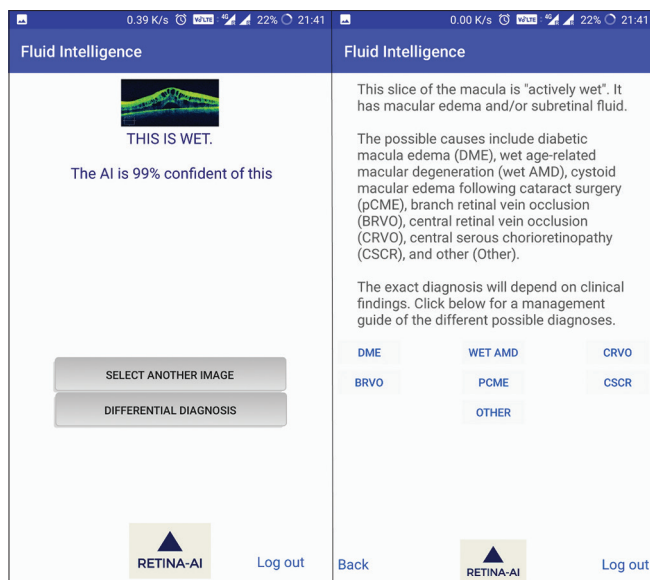 0.39 K/s VoLTE 4G 22% 21:41
Fluid Intelligence
THIS IS WET.
The AI is 99% confident of this
SELECT ANOTHER IMAGE
DIFFERENTIAL DIAGNOSIS
RETINA-AI
Log out
0.00 K/s VoLTE 4G 22% 21:41
Fluid Intelligence
This slice of the macula is "actively wet". It
has macular edema and/or subretinal fluid.
The possible causes include diabetic
macula edema (DME), wet age-related
macular degeneration (wet AMD), cystoid
macular edema following cataract surgery
(pCME), branch retinal vein occlusion
(BRVO), central retinal vein occlusion
(CRVO), central serous chorioretinopathy
(CSCR), and other (Other).
The exact diagnosis will depend on clinical
findings. Click below for a management
guide of the different possible diagnoses.
DME WET AMD CRVO
BRVO PCME CSCR
OTHER
Back
RETINA-AI
Log out